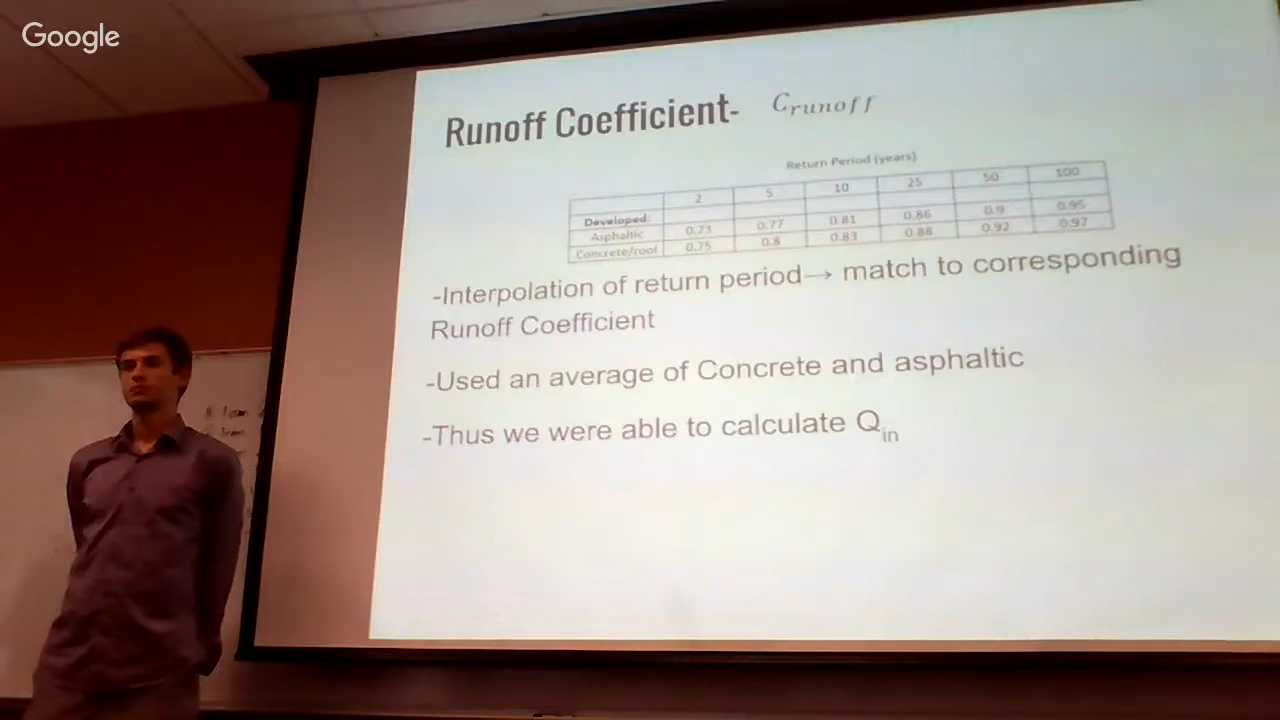 Google
Runoff Coefficient- Crunoff
Return Period (years)
2 5 10 25 50 100
Developed:
Asphaltic 0.73 0.77 0.81 0.86 0.9 0.95
Concrete/roof 0.75 0.8 0.83 0.88 0.92 0.97
-Interpolation of return period→ match to corresponding
Runoff Coefficient
-Used an average of Concrete and asphaltic
-Thus we were able to calculate Qin